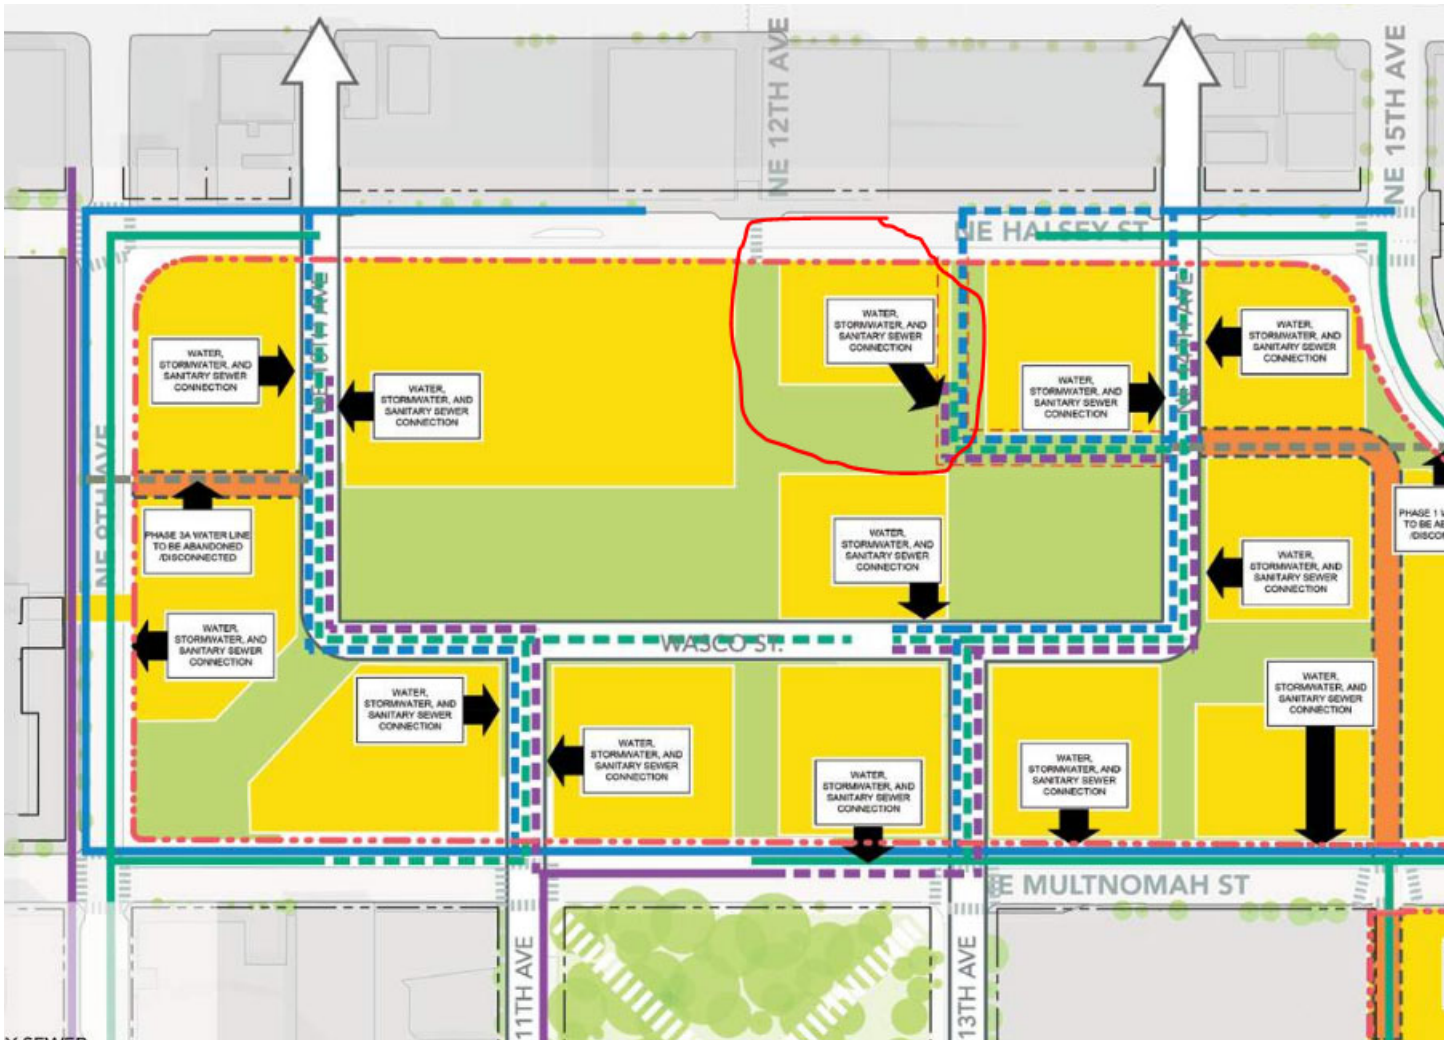 NE 12TH AVE
NE 15TH AVE
NE HALSEY ST
WATER,
STORMWATER, AND
SANITARY SEWER
CONNECTION
WATER,
STORMWATER, AND
SANITARY SEWER
CONNECTION
WATER,
STORMWATER, AND
SANITARY SEWER
CONNECTION
WATER,
STORMWATER, AND
SANITARY SEWER
CONNECTION
WATER,
STORMWATER, AND
SANITARY SEWER
CONNECTION
NE 9TH AVE
PHASE 3A WATER LINE
TO BE ABANDONED
/DISCONNECTED
WATER,
STORMWATER, AND
SANITARY SEWER
CONNECTION
PHASE 1
TO BE
WATER,
STORMWATER, AND
SANITARY SEWER
CONNECTION
WATER,
STORMWATER, AND
SANITARY SEWER
CONNECTION
WASCO ST.
WATER,
STORMWATER, AND
SANITARY SEWER
CONNECTION
WATER,
STORMWATER, AND
SANITARY SEWER
CONNECTION
WATER,
STORMWATER, AND
SANITARY SEWER
CONNECTION
WATER,
STORMWATER, AND
SANITARY SEWER
CONNECTION
WATER,
STORMWATER, AND
SANITARY SEWER
CONNECTION
NE MULTNOMAH ST
11TH AVE
13TH AVE